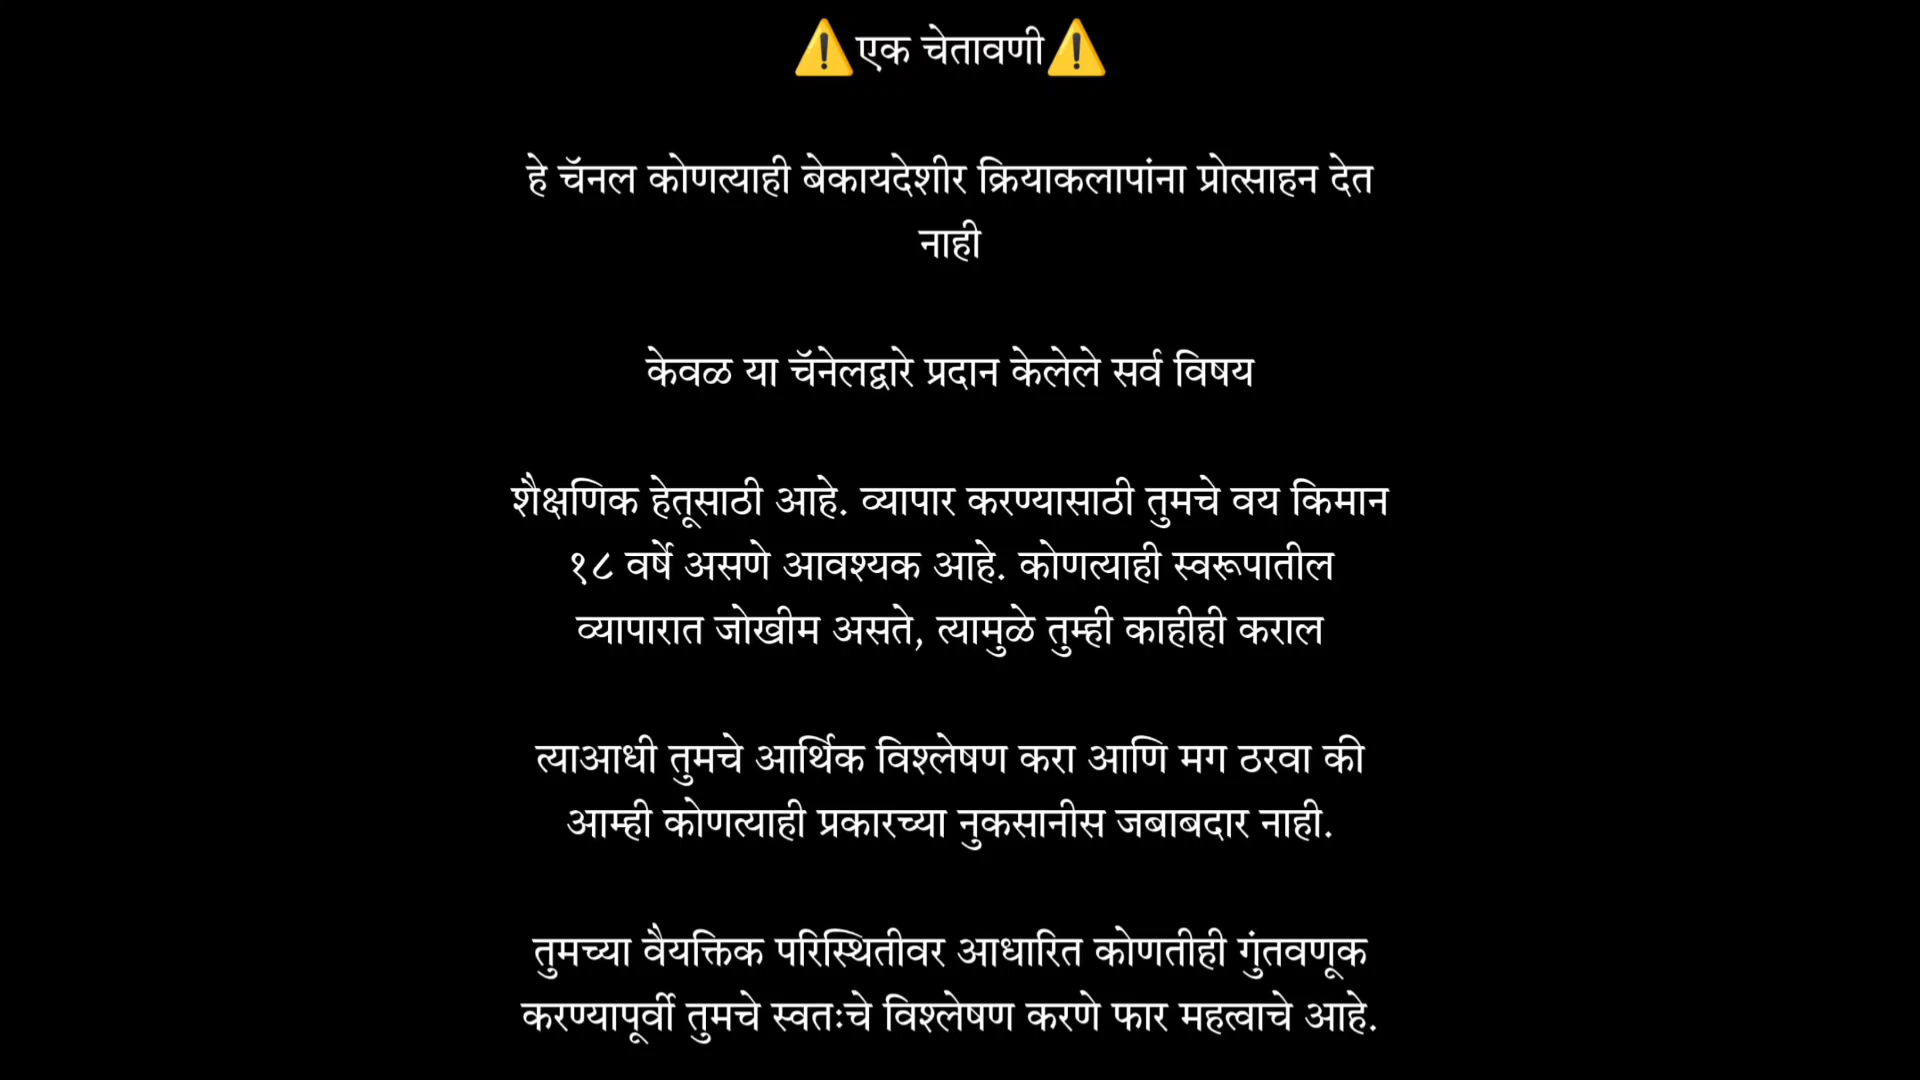 ⚠️एक चेतावणी⚠️
हे चॅनल कोणत्याही बेकायदेशीर क्रियाकलापांना प्रोत्साहन देत
नाही
केवळ या चॅनेलद्वारे प्रदान केलेले सर्व विषय
शैक्षणिक हेतूसाठी आहे. व्यापार करण्यासाठी तुमचे वय किमान
१८ वर्षे असणे आवश्यक आहे. कोणत्याही स्वरूपातील
व्यापारात जोखीम असते, त्यामुळे तुम्ही काहीही कराल
त्याआधी तुमचे आर्थिक विश्लेषण करा आणि मग ठरवा की
आम्ही कोणत्याही प्रकारच्या नुकसानीस जबाबदार नाही.
तुमच्या वैयक्तिक परिस्थितीवर आधारित कोणतीही गुंतवणूक
करण्यापूर्वी तुमचे स्वतःचे विश्लेषण करणे फार महत्वाचे आहे.